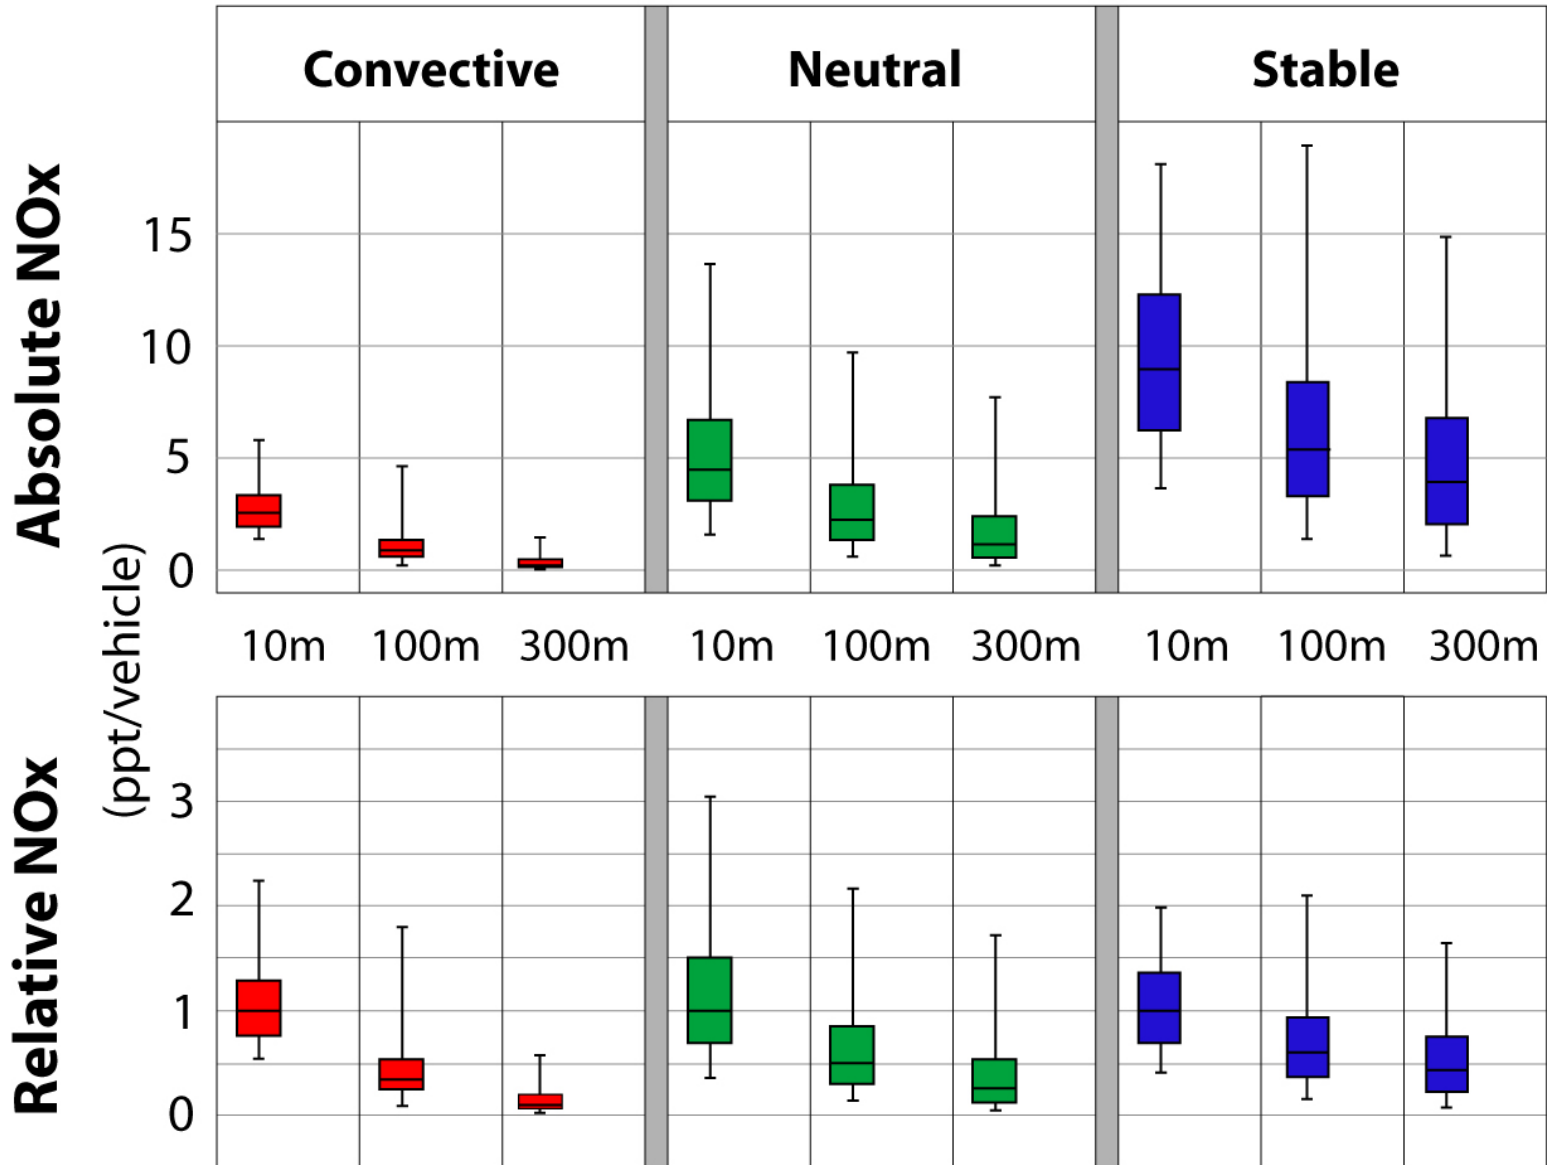 Convective Neutral Stable
Absolute NOx
15
10
5
0
(ppt/vehicle)
10m 100m 300m 10m 100m 300m 10m 100m 300m
Relative NOx
3
2
1
0